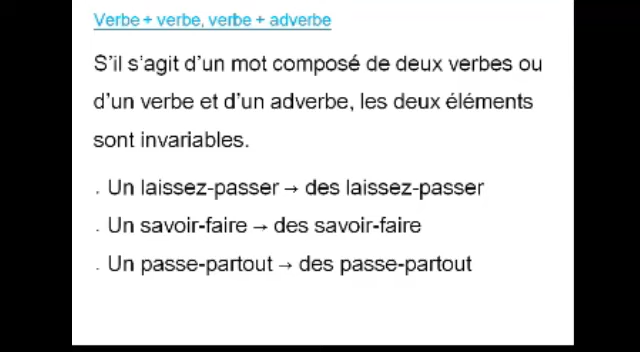 Verbe + verbe, verbe + adverbe
S'il s'agit d'un mot composé de deux verbes ou
d'un verbe et d'un adverbe, les deux éléments
sont invariables.
. Un laissez-passer → des laissez-passer
. Un savoir-faire → des savoir-faire
. Un passe-partout → des passe-partout